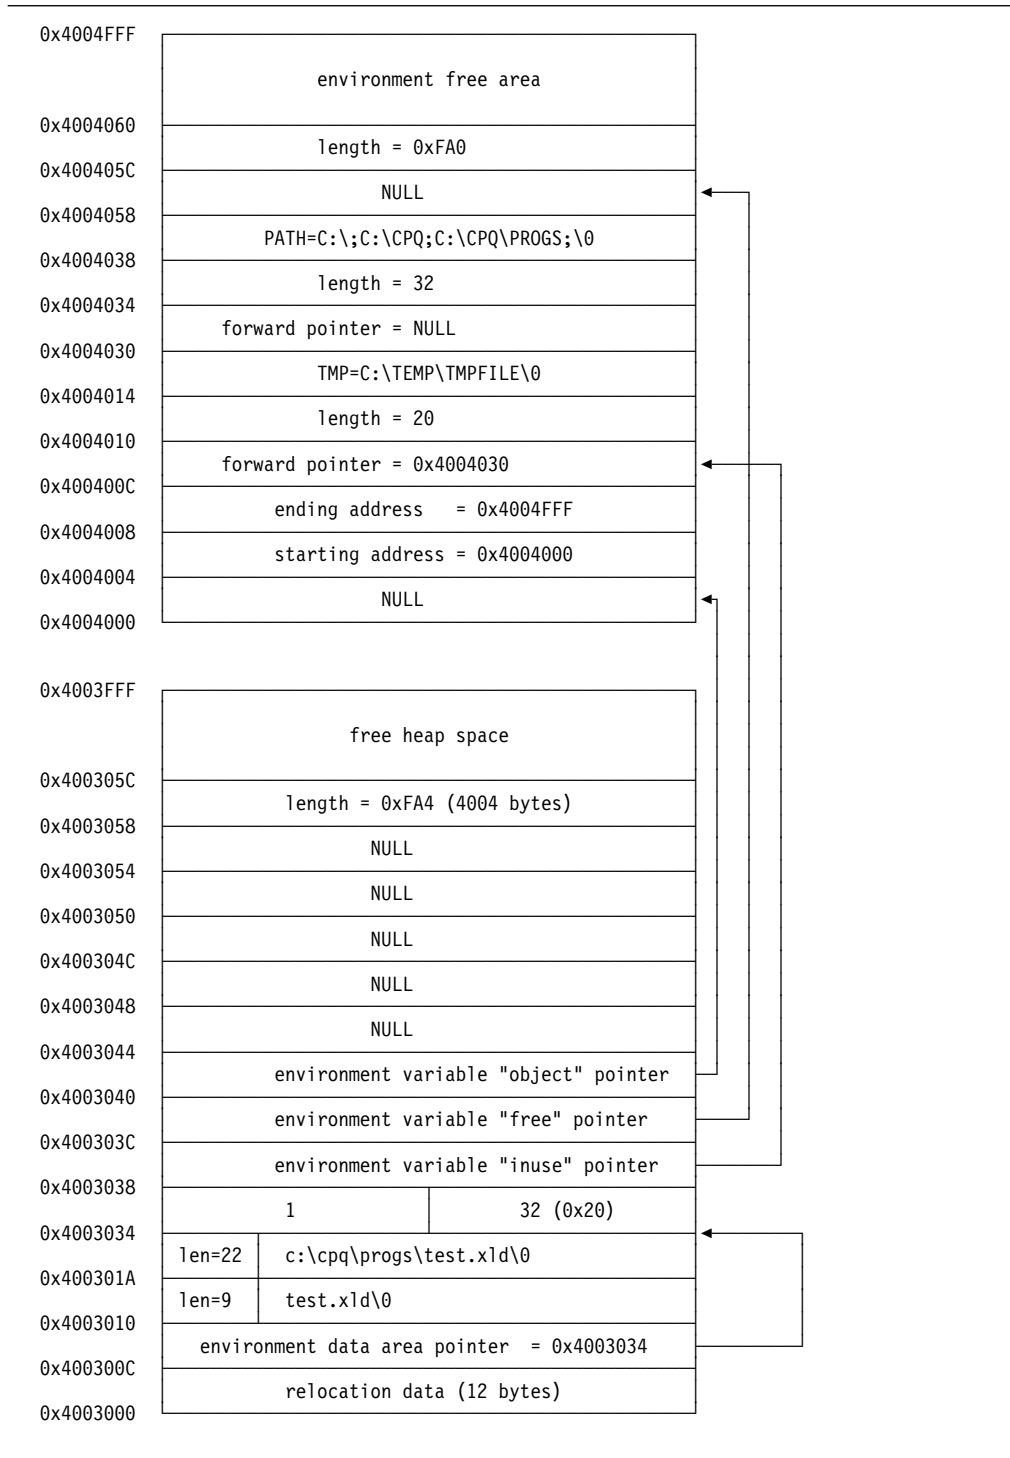 0x4004FFF
environment free area
0x4004060
length = 0xFA0
0x400405C
NULL
0x4004058
PATH=C:\;C:\CPQ;C:\CPQ\PROGS;\0
0x4004038
length = 32
0x4004034
forward pointer = NULL
0x4004030
TMP=C:\TEMP\TMPFILE\0
0x4004014
length = 20
0x4004010
forward pointer = 0x4004030
0x400400C
ending address = 0x4004FFF
0x4004008
starting address = 0x4004000
0x4004004
NULL
0x4004000
0x4003FFF
free heap space
0x400305C
length = 0xFA4 (4004 bytes)
0x4003058
NULL
0x4003054
NULL
0x4003050
NULL
0x400304C
NULL
0x4003048
NULL
0x4003044
environment variable "object" pointer
0x4003040
environment variable "free" pointer
0x400303C
environment variable "inuse" pointer
0x4003038
1 32 (0x20)
0x4003034
len=22 c:\cpq\progs\test.xld\0
0x400301A
len=9 test.xld\0
0x4003010
environment data area pointer = 0x4003034
0x400300C
relocation data (12 bytes)
0x4003000